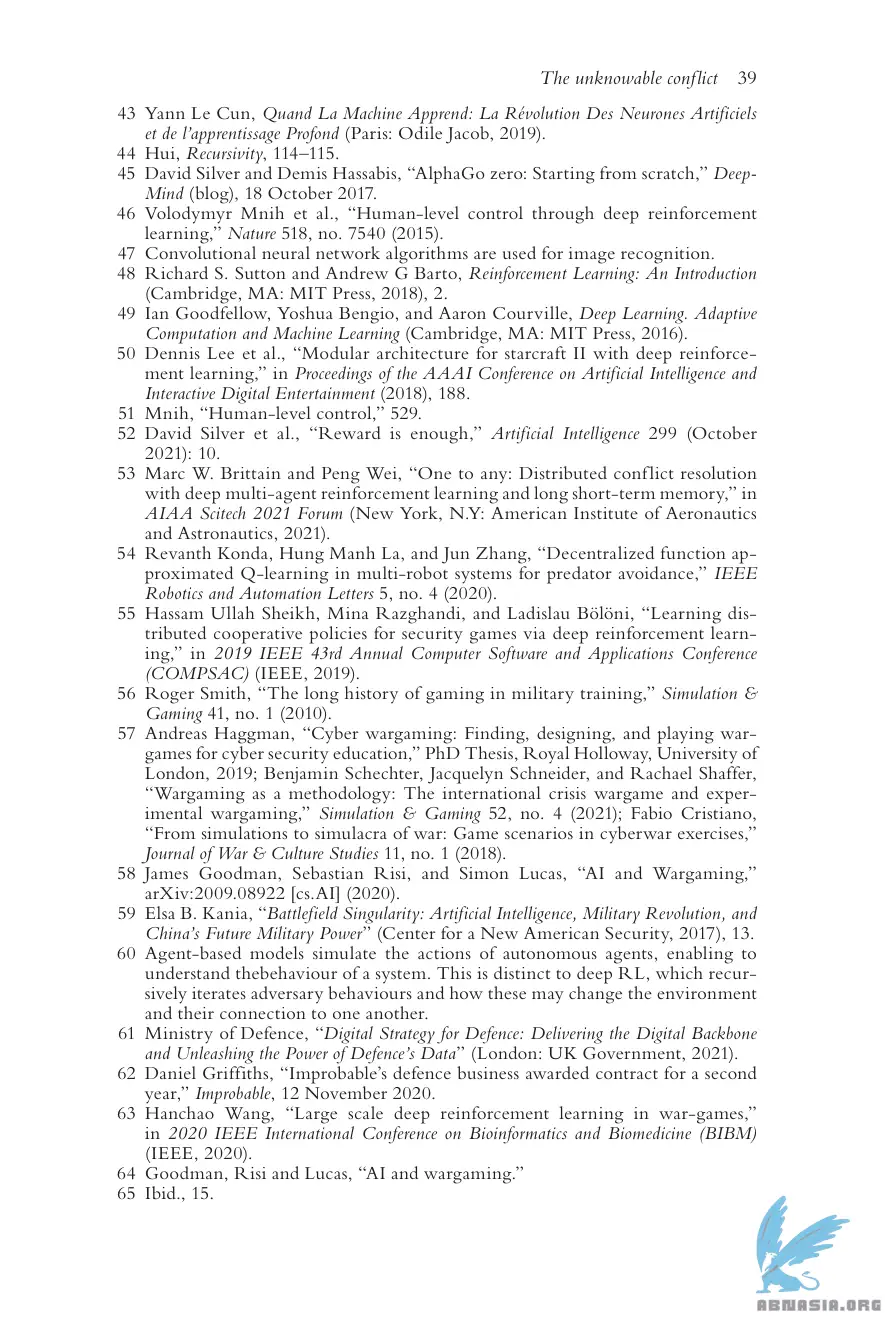 The unknowable conflict 39
43 Yann Le Cun, Quand La Machine Apprend: La Révolution Des Neurones Artificiels
et de l'apprentissage Profond (Paris: Odile Jacob, 2019).
44 Hui, Recursivity, 114–115.
45 David Silver and Demis Hassabis, “AlphaGo zero: Starting from scratch,” Deep-
Mind (blog), 18 October 2017.
46 Volodymyr Mnih et al., “Human-level control through deep reinforcement
learning,” Nature 518, no. 7540 (2015).
47 Convolutional neural network algorithms are used for image recognition.
48 Richard S. Sutton and Andrew G Barto, Reinforcement Learning: An Introduction
(Cambridge, MA: MIT Press, 2018), 2.
49 Ian Goodfellow, Yoshua Bengio, and Aaron Courville, Deep Learning. Adaptive
Computation and Machine Learning (Cambridge, MA: MIT Press, 2016).
50 Dennis Lee et al., “Modular architecture for starcraft II with deep reinforce-
ment learning,” in Proceedings of the AAAI Conference on Artificial Intelligence and
Interactive Digital Entertainment (2018), 188.
51 Mnih, “Human-level control,” 529.
52 David Silver et al., “Reward is enough,” Artificial Intelligence 299 (October
2021): 10.
53 Marc W. Brittain and Peng Wei, “One to any: Distributed conflict resolution
with deep multi-agent reinforcement learning and long short-term memory,” in
AIAA Scitech 2021 Forum (New York, N.Y: American Institute of Aeronautics
and Astronautics, 2021).
54 Revanth Konda, Hung Manh La, and Jun Zhang, “Decentralized function ap-
proximated Q-learning in multi-robot systems for predator avoidance,” IEEE
Robotics and Automation Letters 5, no. 4 (2020).
55 Hassam Ullah Sheikh, Mina Razghandi, and Ladislau Bölöni, “Learning dis-
tributed cooperative policies for security games via deep reinforcement learn-
ing,” in 2019 IEEE 43rd Annual Computer Software and Applications Conference
(COMPSAC) (IEEE, 2019).
56 Roger Smith, “The long history of gaming in military training,” Simulation &
Gaming 41, no. 1 (2010).
57 Andreas Haggman, “Cyber wargaming: Finding, designing, and playing war-
games for cyber security education,” PhD Thesis, Royal Holloway, University of
London, 2019; Benjamin Schechter, Jacquelyn Schneider, and Rachael Shaffer,
“Wargaming as a methodology: The international crisis wargame and exper-
imental wargaming,” Simulation & Gaming 52, no. 4 (2021); Fabio Cristiano,
“From simulations to simulacra of war: Game scenarios in cyberwar exercises,”
Journal of War & Culture Studies 11, no. 1 (2018).
58 James Goodman, Sebastian Risi, and Simon Lucas, “AI and Wargaming,”
arXiv:2009.08922 [cs.AI] (2020).
59 Elsa B. Kania, “Battlefield Singularity: Artificial Intelligence, Military Revolution, and
China's Future Military Power” (Center for a New American Security, 2017), 13.
60 Agent-based models simulate the actions of autonomous agents, enabling to
understand thebehaviour of a system. This is distinct to deep RL, which recur-
sively iterates adversary behaviours and how these may change the environment
and their connection to one another.
61 Ministry of Defence, “Digital Strategy for Defence: Delivering the Digital Backbone
and Unleashing the Power of Defence's Data” (London: UK Government, 2021).
62 Daniel Griffiths, “Improbable's defence business awarded contract for a second
year,” Improbable, 12 November 2020.
63 Hanchao Wang, “Large scale deep reinforcement learning in war-games,”
in 2020 IEEE International Conference on Bioinformatics and Biomedicine (BIBM)
(IEEE, 2020).
64 Goodman, Risi and Lucas, “AI and wargaming.”
65 Ibid., 15.
ABNASIA.ORG